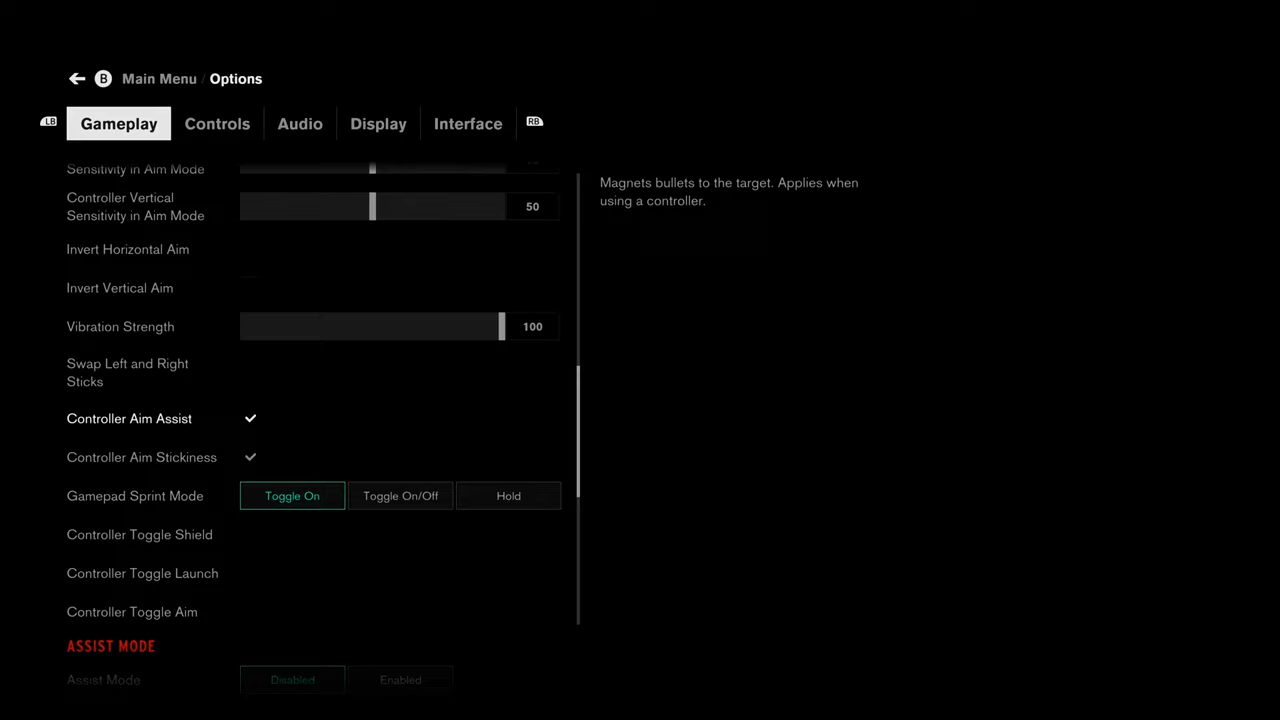 B Main Menu / Options
LB Gameplay Controls Audio Display Interface RB
Sensitivity in Aim Mode
Controller Vertical
Sensitivity in Aim Mode
50
Invert Horizontal Aim
Invert Vertical Aim
Vibration Strength
100
Swap Left and Right
Sticks
Controller Aim Assist
Controller Aim Stickiness
Gamepad Sprint Mode
Toggle On
Toggle On/Off
Hold
Controller Toggle Shield
Controller Toggle Launch
Controller Toggle Aim
ASSIST MODE
Assist Mode
Disabled
Enabled
Magnets bullets to the target. Applies when
using a controller.